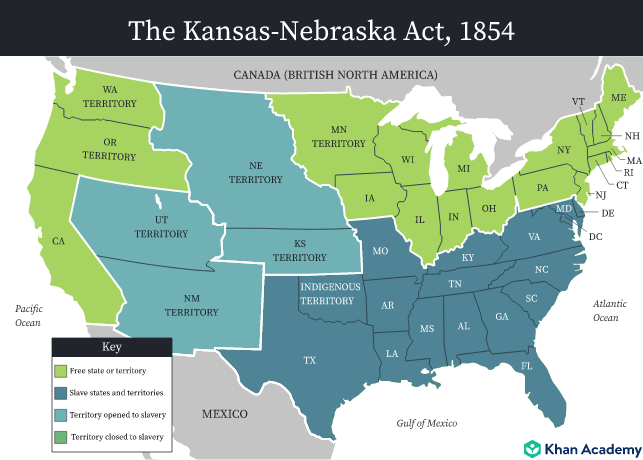 The Kansas-Nebraska Act, 1854
CANADA (BRITISH NORTH AMERICA)
WA
TERRITORY
OR
TERRITORY
NE
TERRITORY
MN
TERRITORY
WI
MI
NY
VT
ME
NH
MA
RI
CT
NJ
PA
IA
IL
IN
OH
CA
UT
TERRITORY
KS
TERRITORY
MO
KY
VA
MD
DE
DC
NM
TERRITORY
INDIGENOUS
TERRITORY
AR
TN
NC
SC
TX
LA
MS
AL
GA
FL
Pacific
Ocean
Atlantic
Ocean
Gulf of Mexico
MEXICO
Key
Free state or territory
Slave states and territories
Territory opened to slavery
Territory closed to slavery
Khan Academy